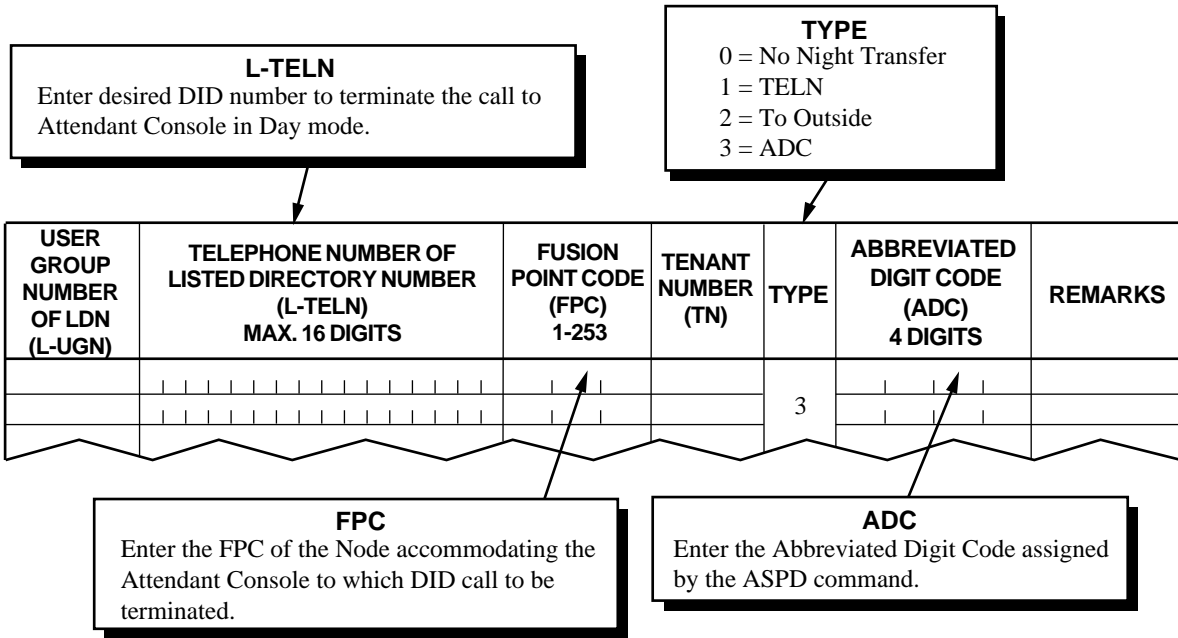 L-TELN
Enter desired DID number to terminate the call to
Attendant Console in Day mode.
TYPE
0 = No Night Transfer
1 = TELN
2 = To Outside
3 = ADC
USER
GROUP
NUMBER
OF LDN
(L-UGN)
TELEPHONE NUMBER OF
LISTED DIRECTORY NUMBER
(L-TELN)
MAX. 16 DIGITS
FUSION
POINT CODE
(FPC)
1-253
TENANT
NUMBER
(TN)
TYPE
ABBREVIATED
DIGIT CODE
(ADC)
4 DIGITS
REMARKS
3
FPC
Enter the FPC of the Node accommodating the
Attendant Console to which DID call to be
terminated.
ADC
Enter the Abbreviated Digit Code assigned
by the ASPD command.